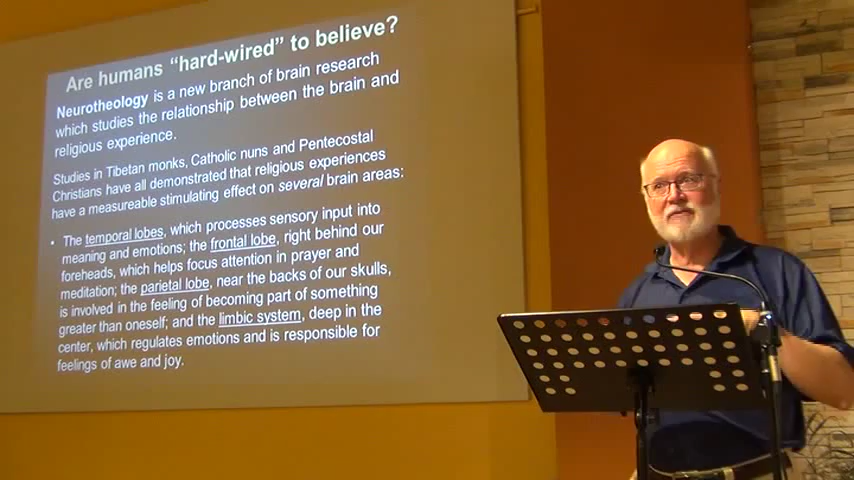 Are humans “hard-wired” to believe?
Neurotheology is a new branch of brain research
which studies the relationship between the brain and
religious experience.
Studies in Tibetan monks, Catholic nuns and Pentecostal
Christians have all demonstrated that religious experiences
have a measureable stimulating effect on several brain areas:
• The temporal lobes, which processes sensory input into
meaning and emotions; the frontal lobe, right behind our
foreheads, which helps focus attention in prayer and
meditation; the parietal lobe, near the backs of our skulls,
is involved in the feeling of becoming part of something
greater than oneself; and the limbic system, deep in the
center, which regulates emotions and is responsible for
feelings of awe and joy.